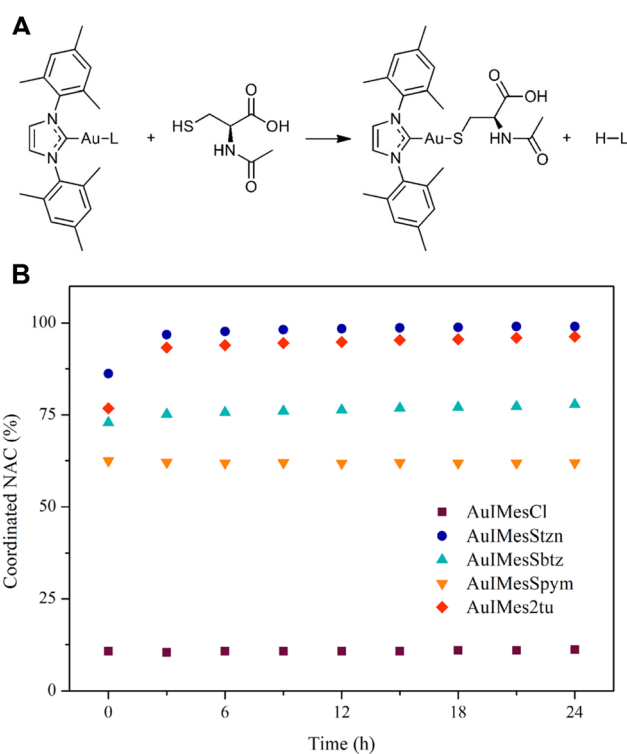 A
N
N
Au–L
+
HS
O
OH
HN
O
N
N
Au–S
O
OH
HN
O
+
H–L
B
Coordinated NAC (%)
100
75
50
25
0
AuIMesCl
AuIMesStzn
AuIMesSbtz
AuIMesSpym
AuIMes2tu
0 6 12 18 24
Time (h)